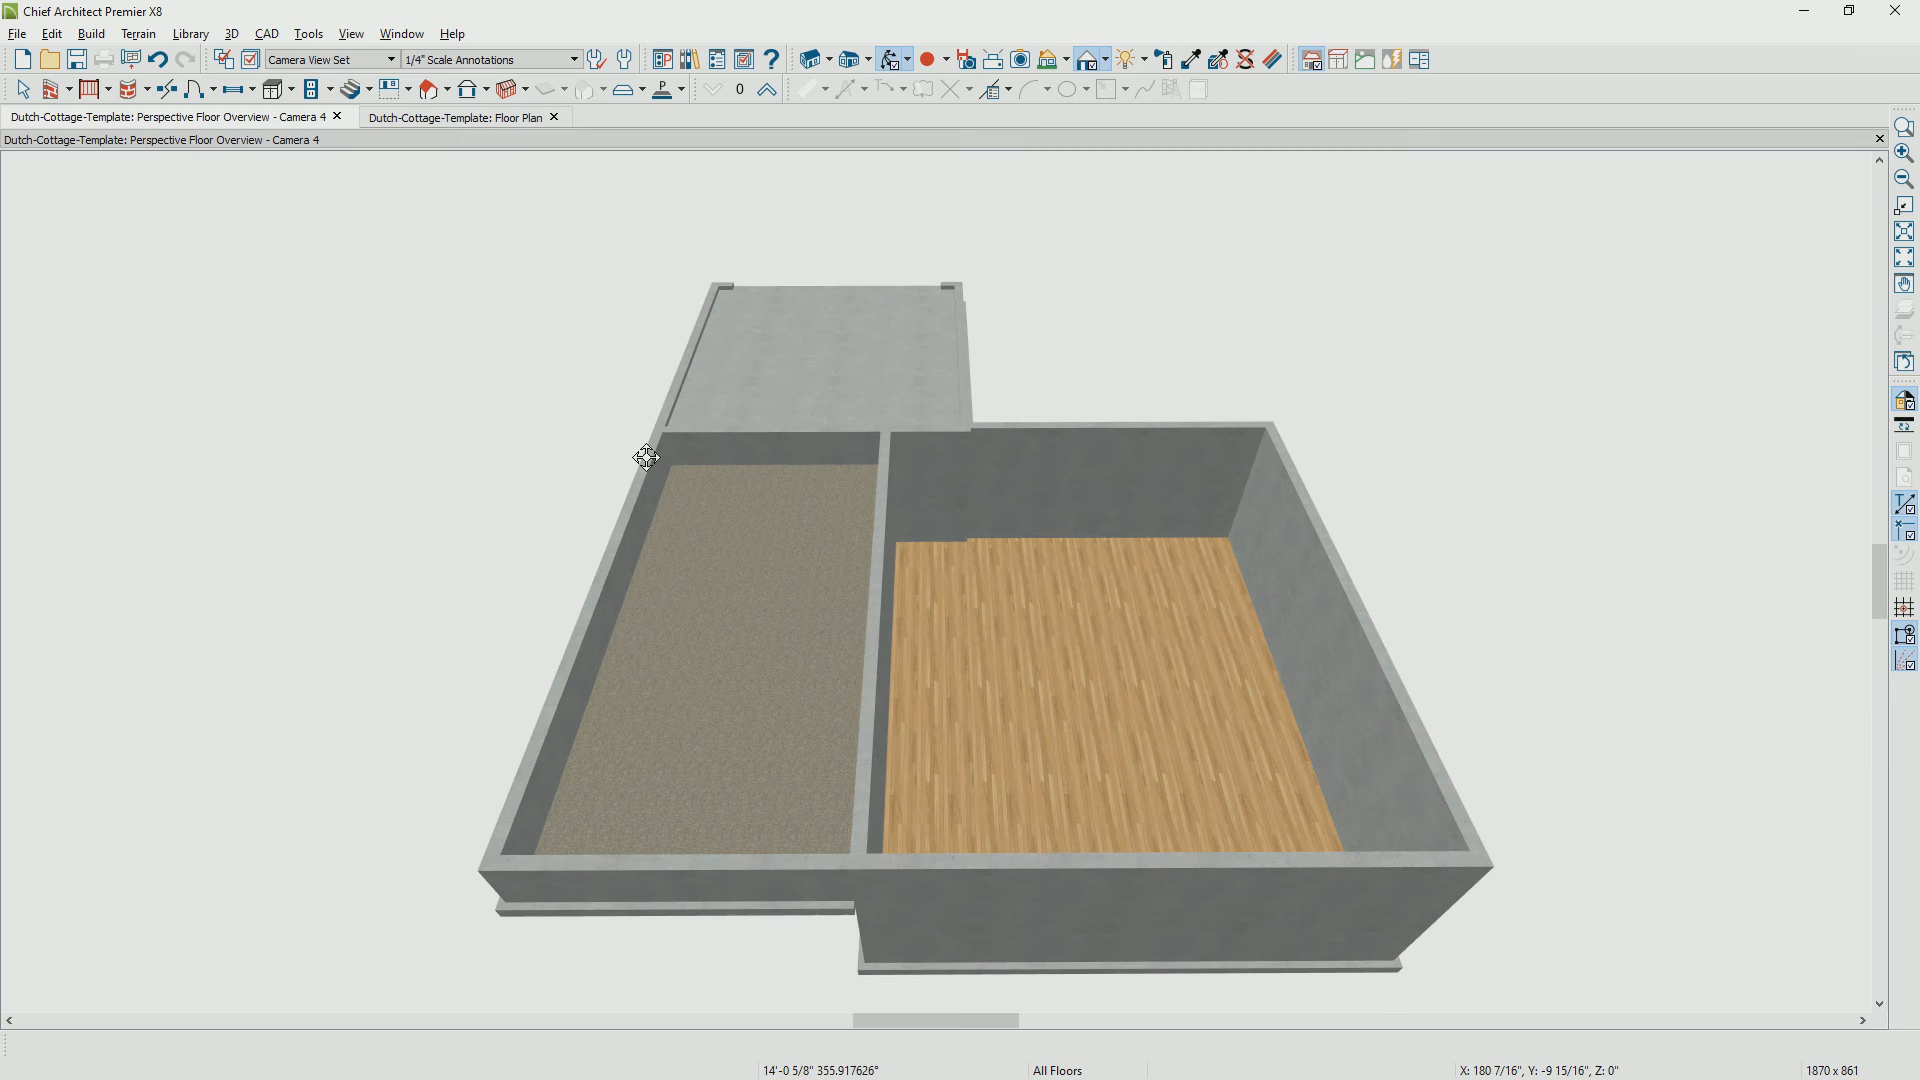 Chief Architect Premier X8
File Edit Build Terrain Library 3D CAD Tools View Window Help
Camera View Set 1/4" Scale Annotations
P 0
Dutch-Cottage-Template: Perspective Floor Overview - Camera 4 Dutch-Cottage-Template: Floor Plan
Dutch-Cottage-Template: Perspective Floor Overview - Camera 4
14'-0 5/8" 355.917626° All Floors X: 180 7/16", Y: -9 15/16", Z: 0" 1870 x 861